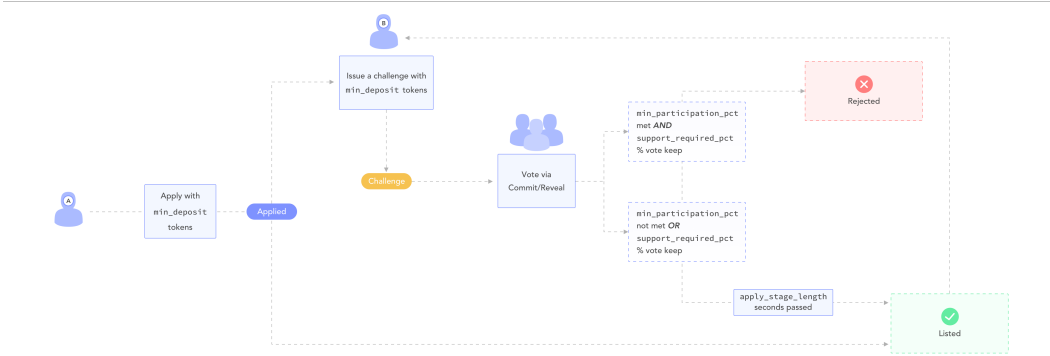 B
Issue a challenge with
min_deposit tokens
Rejected
min_participation_pct
met AND
support_required_pct
% vote keep
Challenge
Vote via
Commit/Reveal
A
Apply with
min_deposit
tokens
Applied
min_participation_pct
not met OR
support_required_pct
% vote keep
apply_stage_length
seconds passed
Listed